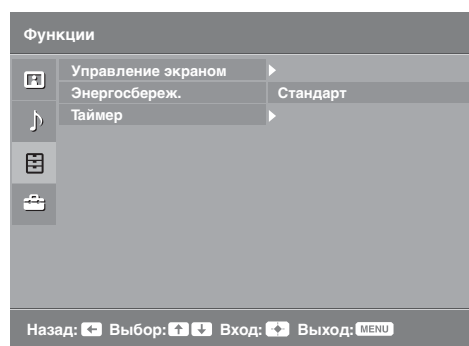 Функции
Управление экраном
Энергосбереж. Стандарт
Таймер
Назад: Выбор: Вход: Выход: MENU